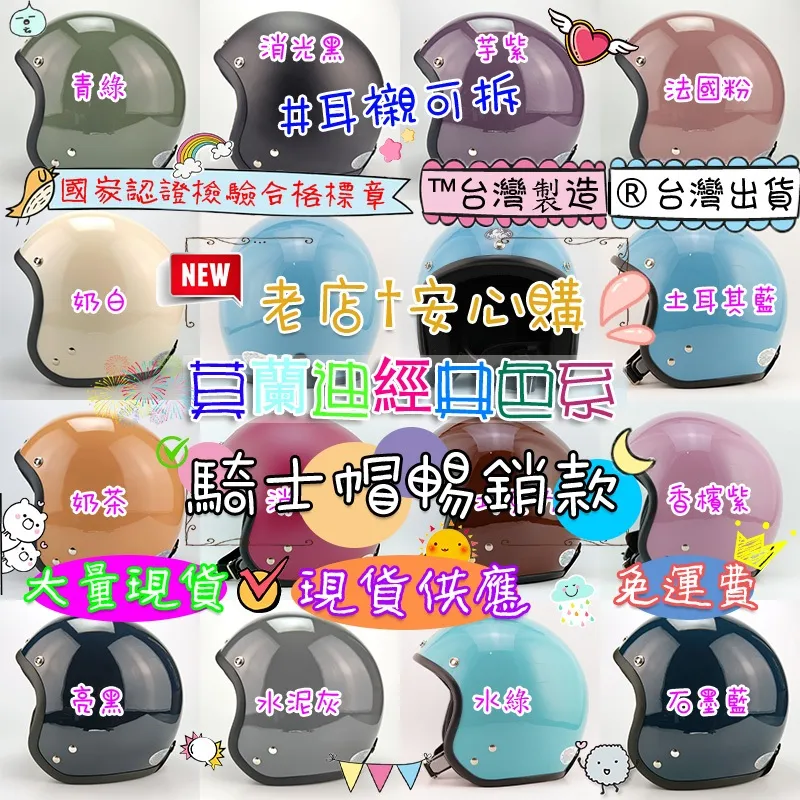 青綠
消光黑
芋紫
法國粉
#耳襯可拆
國家認證檢驗合格標章
™台灣製造
® 台灣出貨
奶白
NEW
老店†安心購
土耳其藍
莫蘭迪經典色系
奶茶
消
騎士帽暢銷款
香檳紫
大量現貨
現貨供應
免運費
亮黑
水泥灰
水綠
石墨藍